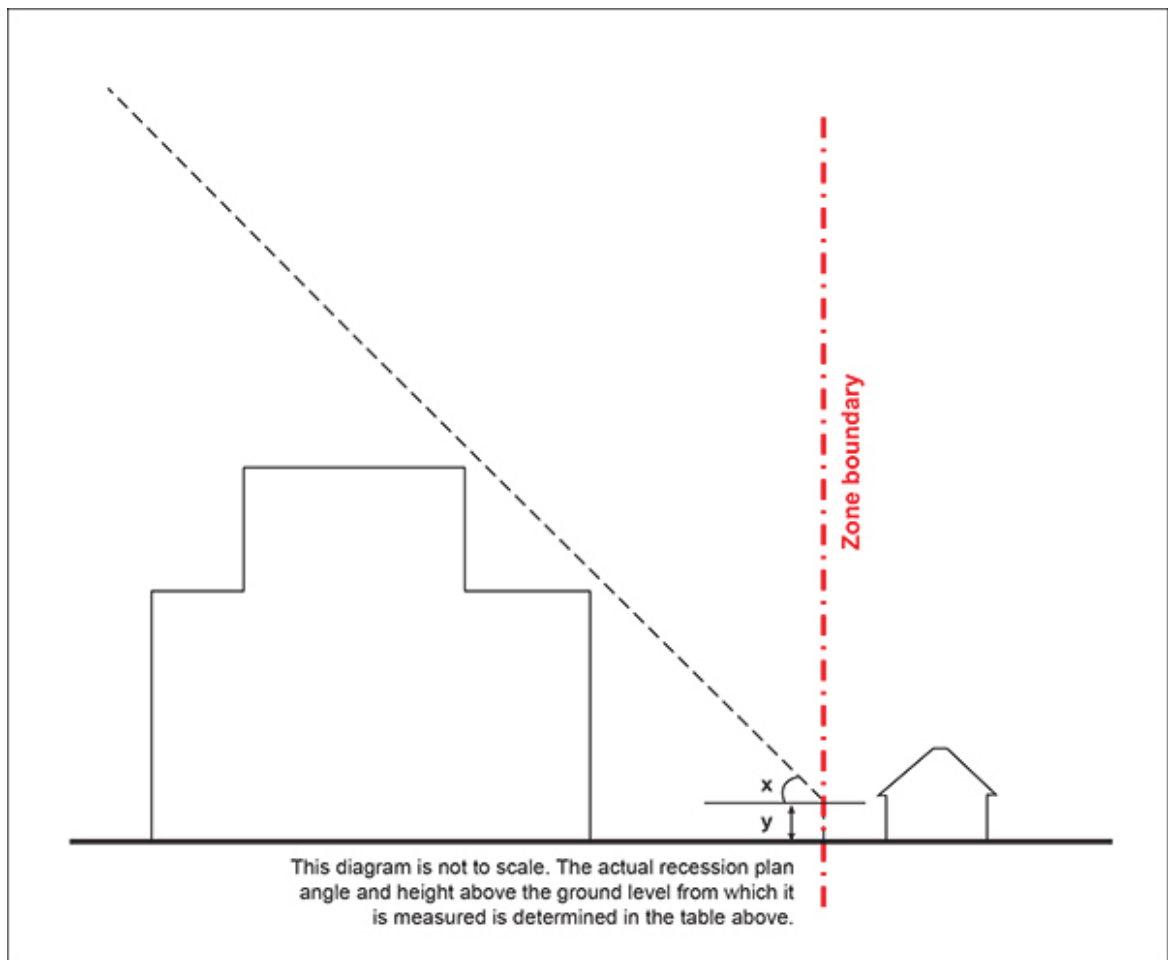 Zone boundary
x
y
This diagram is not to scale. The actual recession plan
angle and height above the ground level from which it
is measured is determined in the table above.